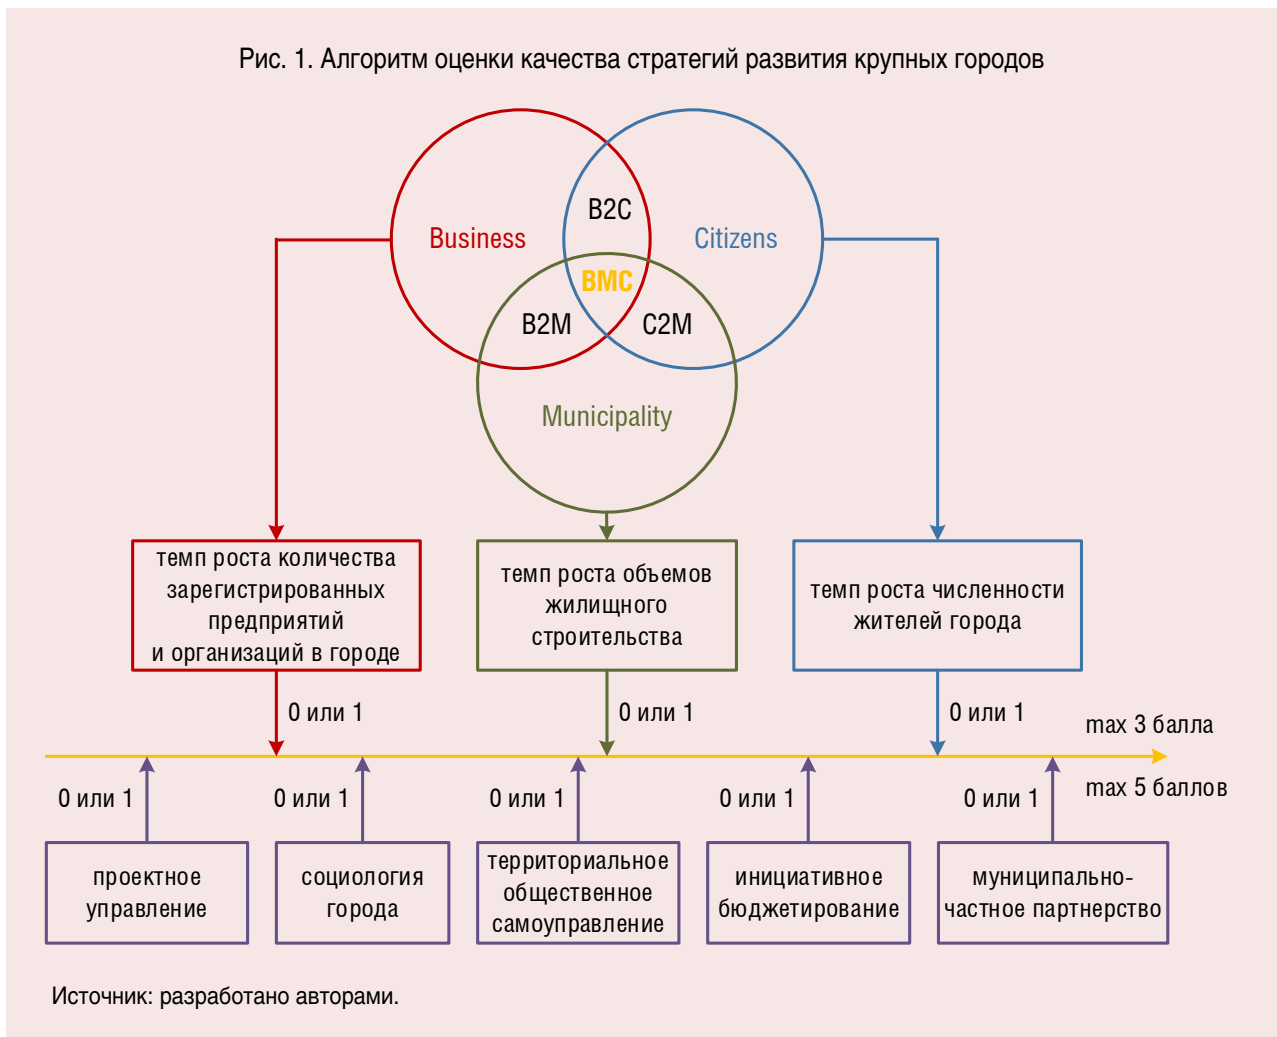 Рис. 1. Алгоритм оценки качества стратегий развития крупных городов
B2C
Business
Citizens
BMC
B2M
C2M
Municipality
темп роста количества
зарегистрированных
предприятий
и организаций в городе
темп роста объемов
жилищного
строительства
темп роста численности
жителей города
0 или 1
0 или 1
0 или 1
max 3 балла
max 5 баллов
0 или 1
0 или 1
0 или 1
0 или 1
0 или 1
проектное
управление
социология
города
территориальное
общественное
самоуправление
инициативное
бюджетирование
муниципально-
частное партнерство
Источник: разработано авторами.